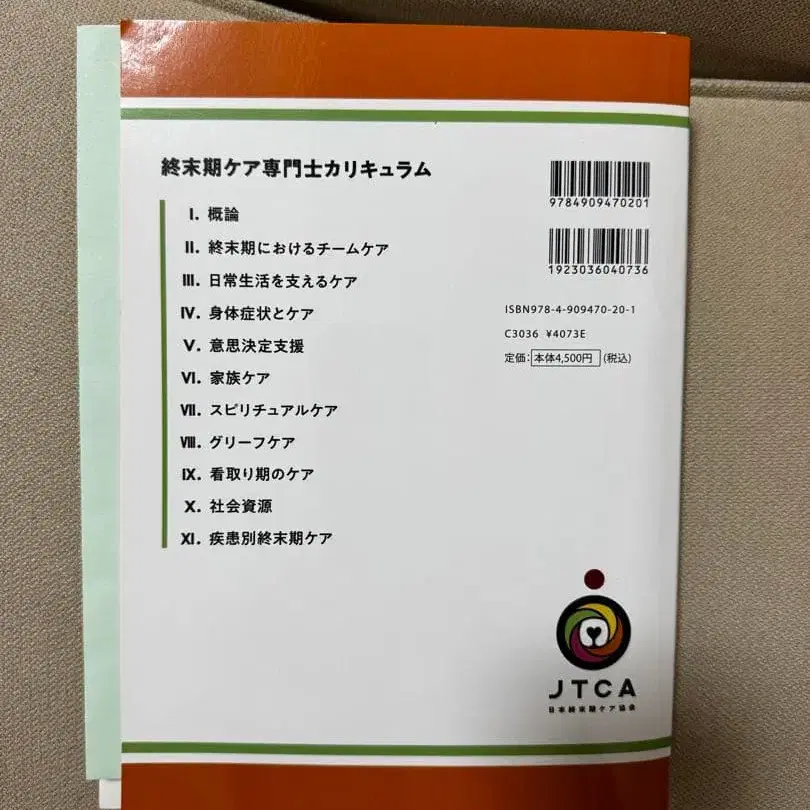 終末期ケア専門士カリキュラム
I. 概論
II. 終末期におけるチームケア
III. 日常生活を支えるケア
IV. 身体症状とケア
V. 意思決定支援
VI. 家族ケア
VII. スピリチュアルケア
VIII. グリーフケア
IX. 看取り期のケア
X. 社会資源
XI. 疾患別終末期ケア
9784909470201
1923036040736
ISBN978-4-909470-20-1
C3036 ¥4073E
定価：本体4,500円（税込）
JTCA
日本終末期ケア協会